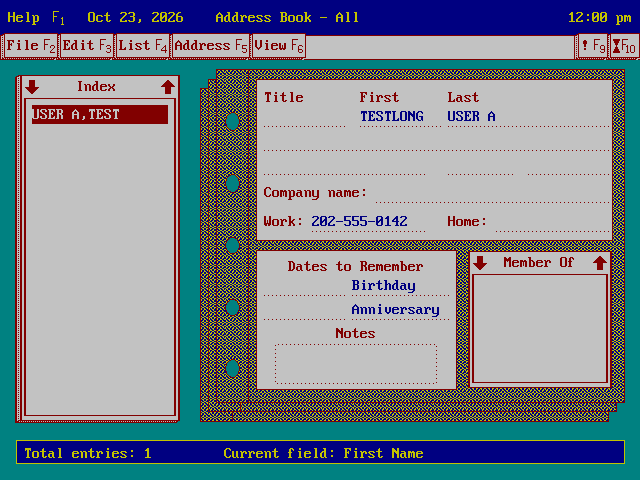 Help F1 Oct 23, 2026 Address Book - All 12:00 pm
File F2 Edit F3 List F4 Address F5 View F6 ! F9 F10
Index
USER A,TEST
Title First Last
TESTLONG USER A
Company name:
Work: 202-555-0142 Home:
Dates to Remember
Birthday
Anniversary
Notes
Member Of
Total entries: 1 Current field: First Name